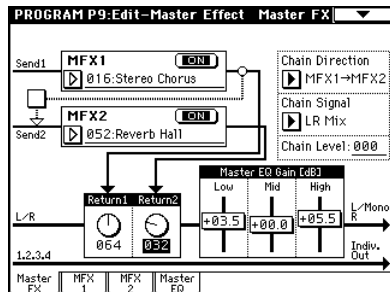 PROGRAM P9:Edit-Master Effect Master FX
Send1
MFX1 ON
016:Stereo Chorus
Chain Direction
MFX1→MFX2
Chain Signal
LR Mix
Chain Level: 000
Send2
MFX2 ON
052:Reverb Hall
Master EQ Gain [dB]
Low Mid High
Return1 Return2
L/R
064 032
+03.5 +00.0 +05.5
L/Mono
R
1.2.3.4
Indiv.
Out
Master FX
MFX 1
MFX 2
Master EQ